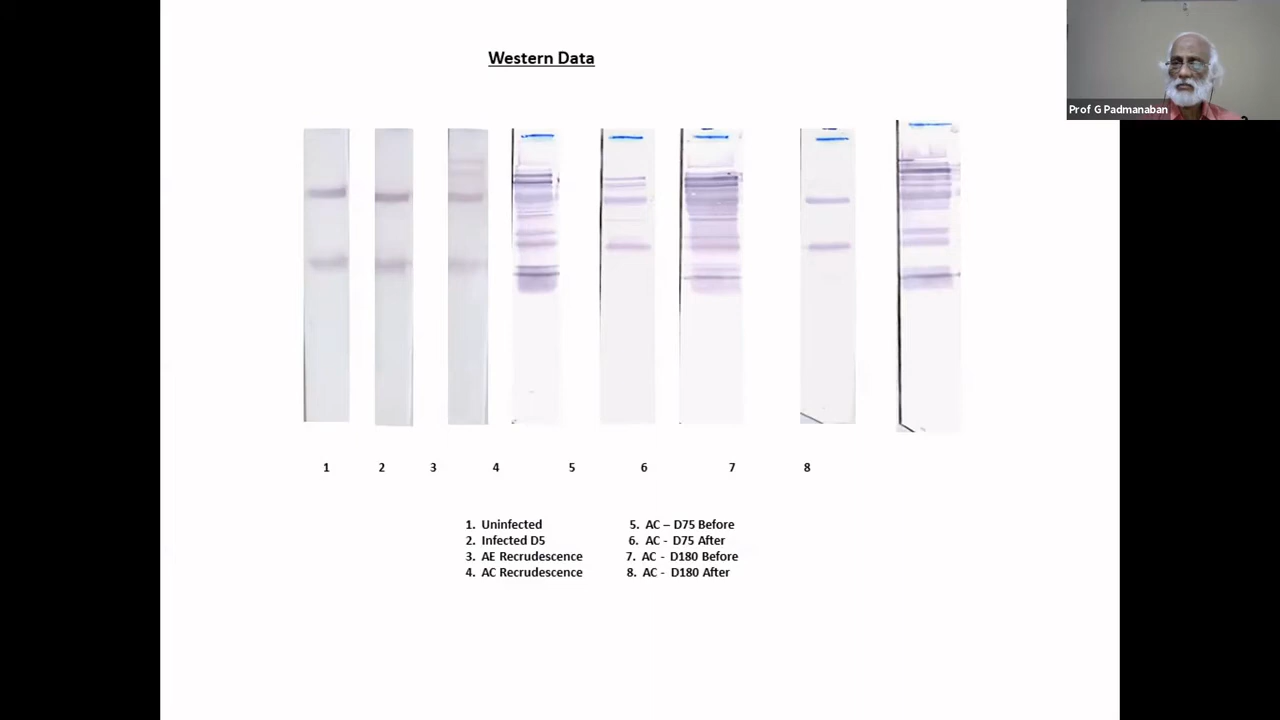 Western Data
Prof G Padmanaban
1 2 3 4 5 6 7 8
1. Uninfected
2. Infected D5
3. AE Recrudescence
4. AC Recrudescence
5. AC – D75 Before
6. AC - D75 After
7. AC - D180 Before
8. AC - D180 After